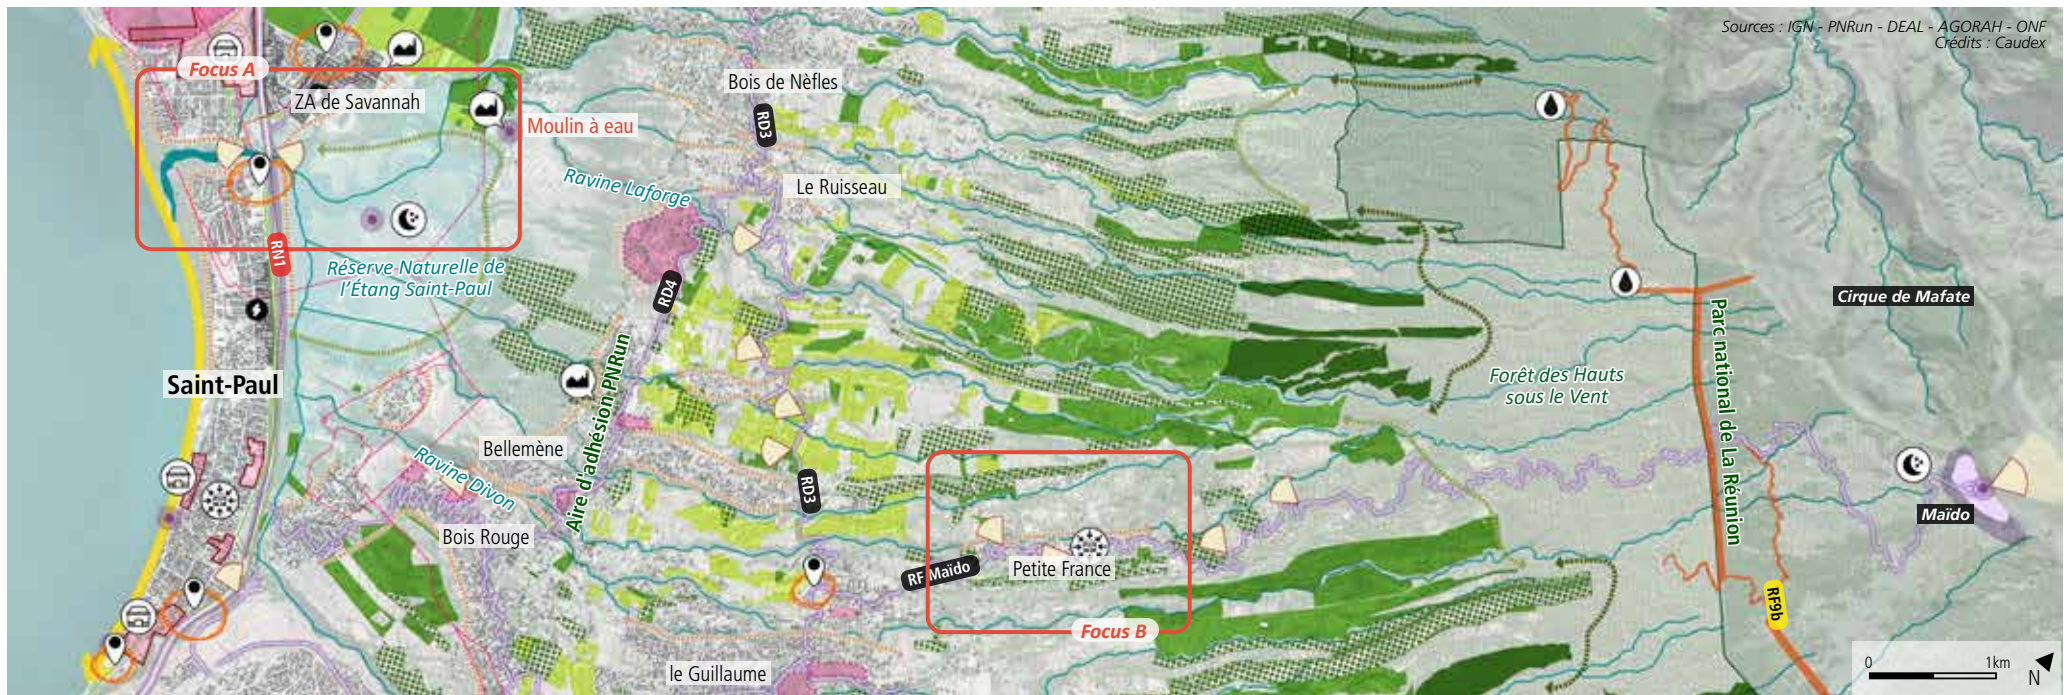 Sources : IGN - PNRun - DEAL - AGORAH - ONF
Crédits : Caudex
Focus A
ZA de Savannah
Moulin à eau
Bois de Nèfles
RD3
Le Ruisseau
Ravine Laforge
RN1
Réserve Naturelle de
l'Étang Saint-Paul
RD4
Cirque de Mafate
Parc national de La Réunion
Saint-Paul
Aire d'adhésion PNRun
Forêt des Hauts
sous le Vent
Bellemène
Ravine Divon
RD3
Maïdo
Bois Rouge
RF Maïdo
Petite France
RF9b
Focus B
le Guillaume
0 1km
N